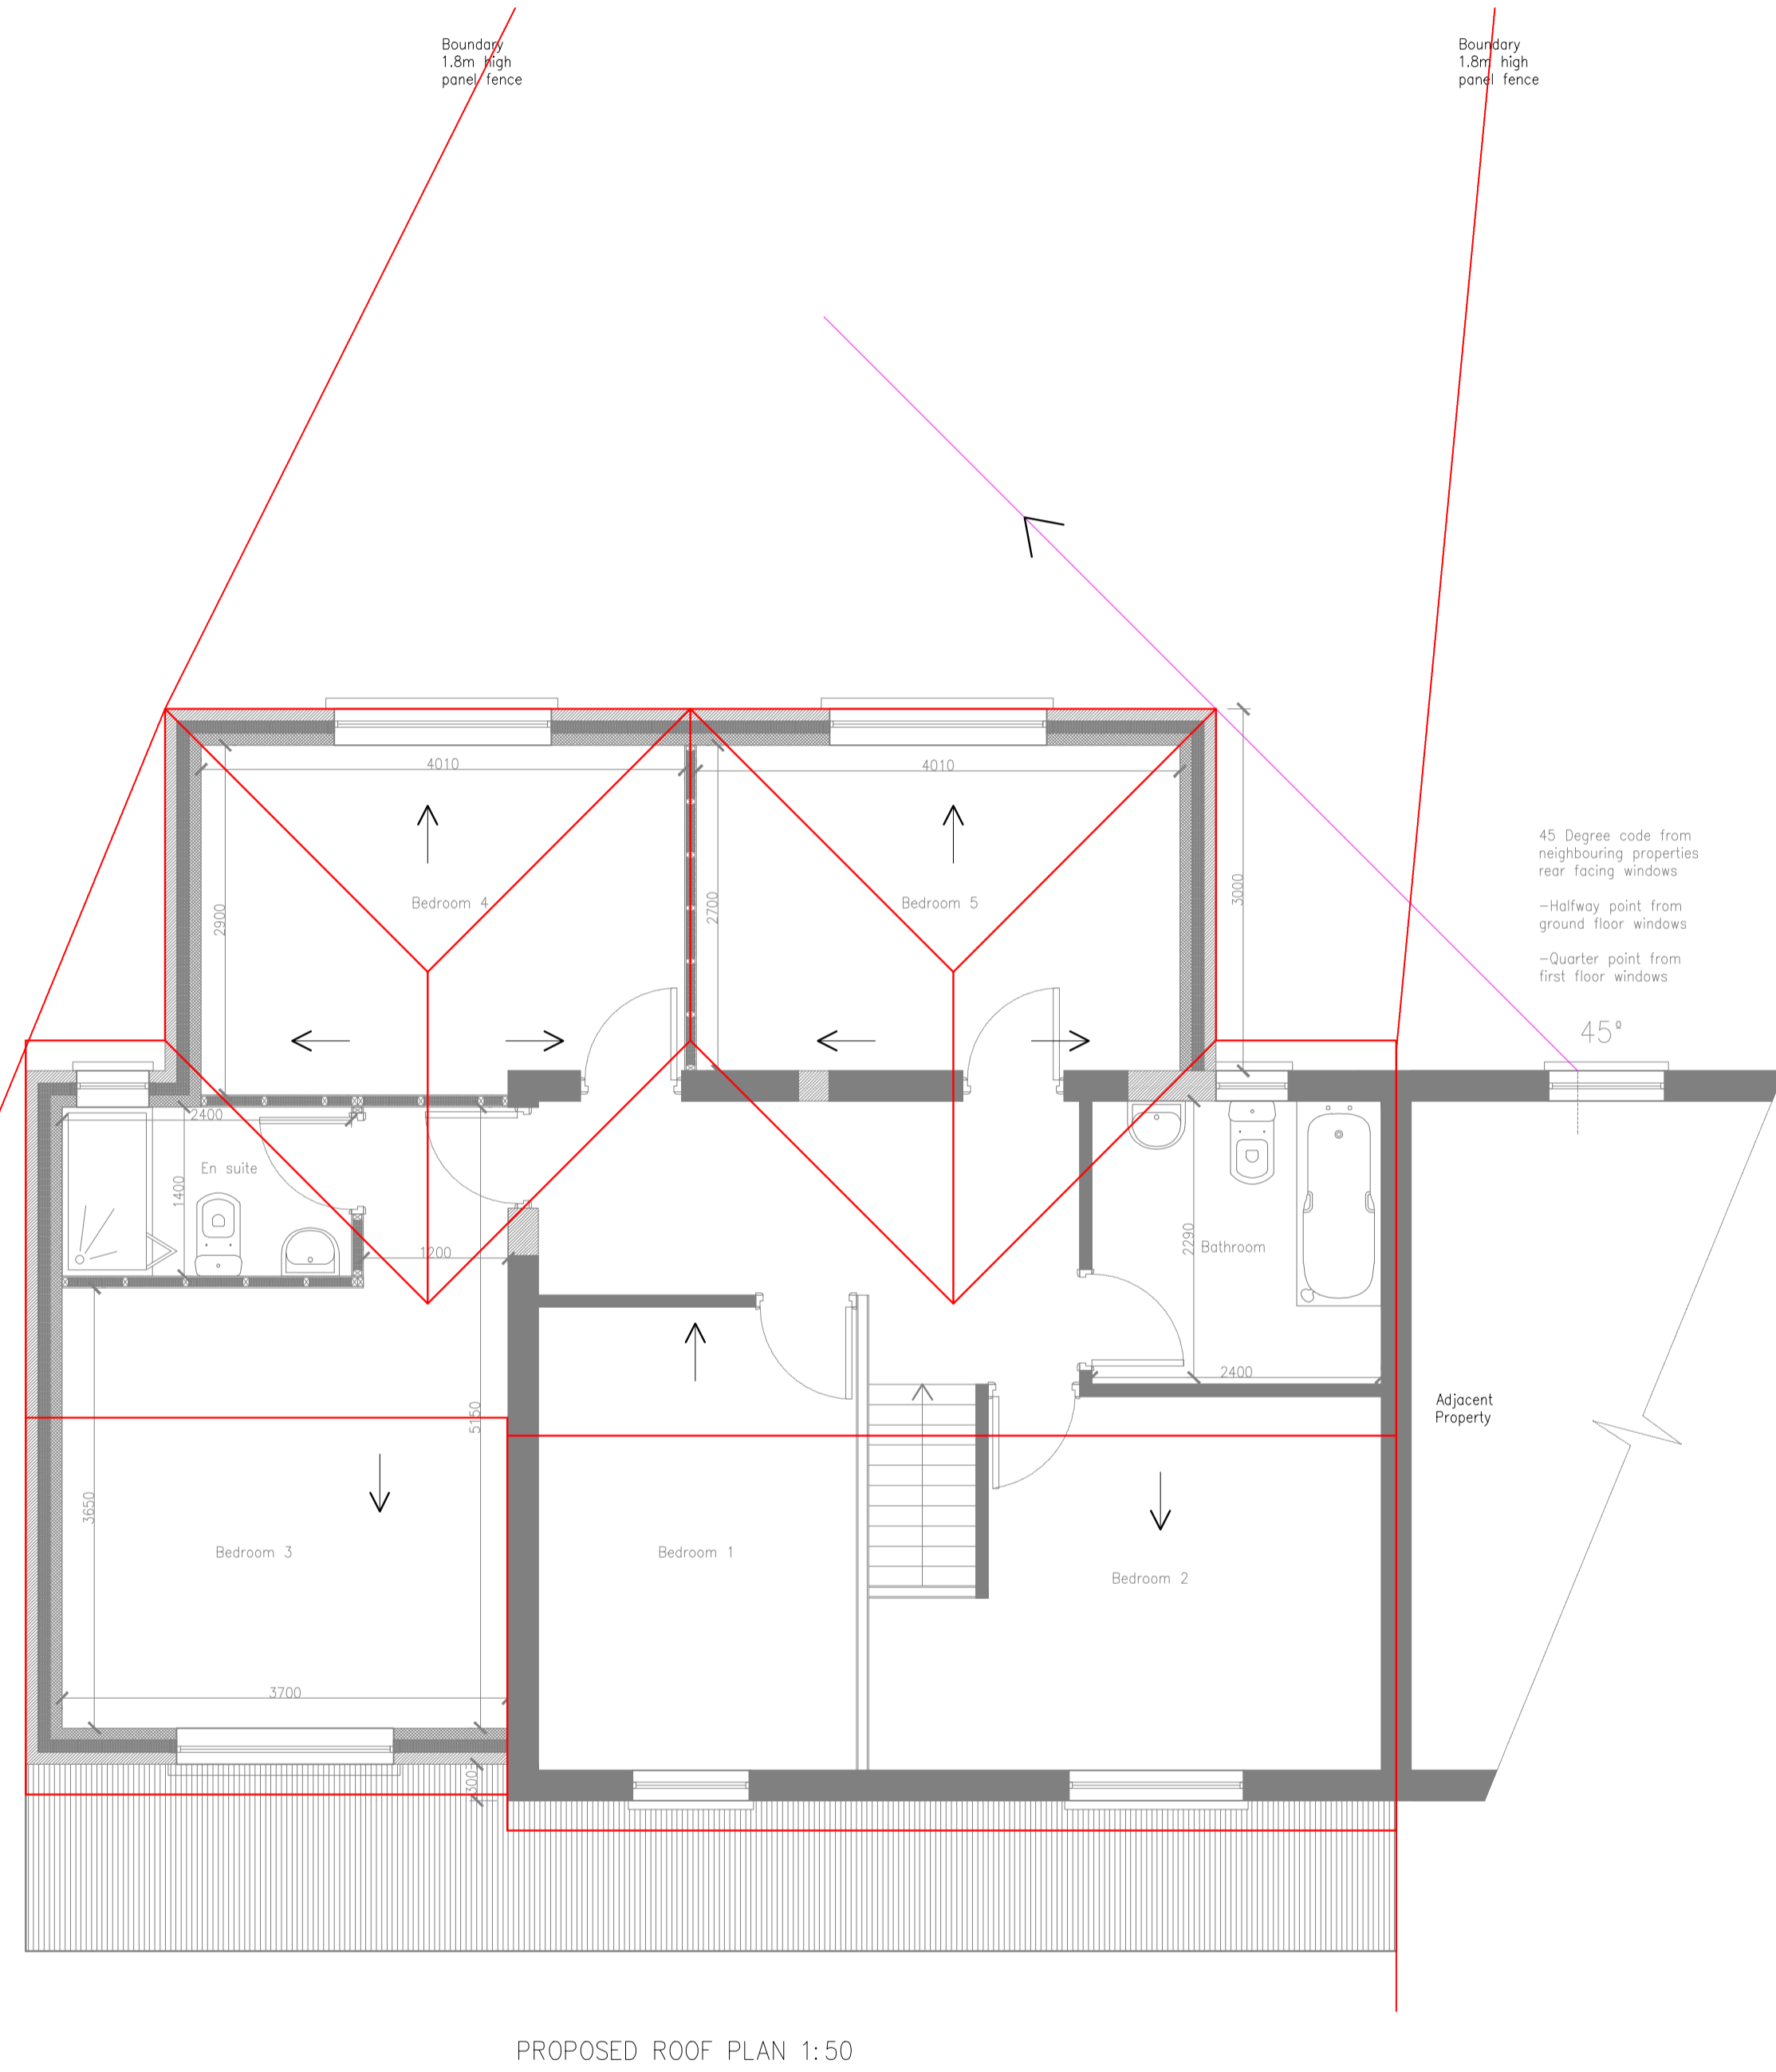 Boundary
1.8m high
panel fence
Boundary
1.8m high
panel fence
4010
4010
45 Degree code from
neighbouring properties
rear facing windows
-Halfway point from
ground floor windows
-Quarter point from
first floor windows
2900
Bedroom 4
2700
Bedroom 5
3000
45°
2400
En suite
1400
1200
2290
Bathroom
2400
5150
Adjacent
Property
3650
Bedroom 3
Bedroom 1
Bedroom 2
3700
300
PROPOSED ROOF PLAN 1:50